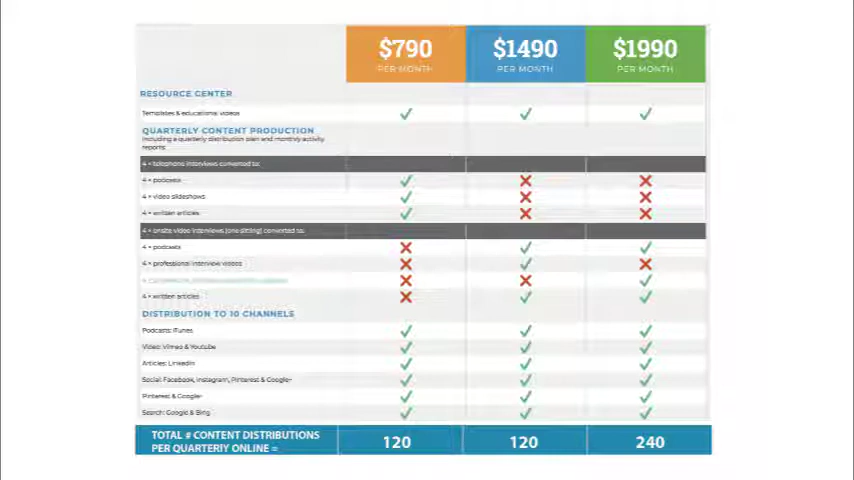 $790 $1490 $1990
PER MONTH PER MONTH PER MONTH
RESOURCE CENTER
Templates & educational videos
QUARTERLY CONTENT PRODUCTION
Including a quarterly distribution plan and monthly activity
reports:
4 × telephone interviews converted to:
4 × podcasts
4 × video slideshows
4 × written articles
4 × onsite video interviews (one sitting) converted to:
4 × podcasts
4 × professional interview videos
4 × written articles
DISTRIBUTION TO 10 CHANNELS
Podcasts: iTunes
Video: Vimeo & Youtube
Articles: LinkedIn
Social: Facebook, Instagram, Pinterest & Google+
Pinterest & Google+
Search: Google & Bing
TOTAL # CONTENT DISTRIBUTIONS
PER QUARTERIY ONLINE =
120 120 240